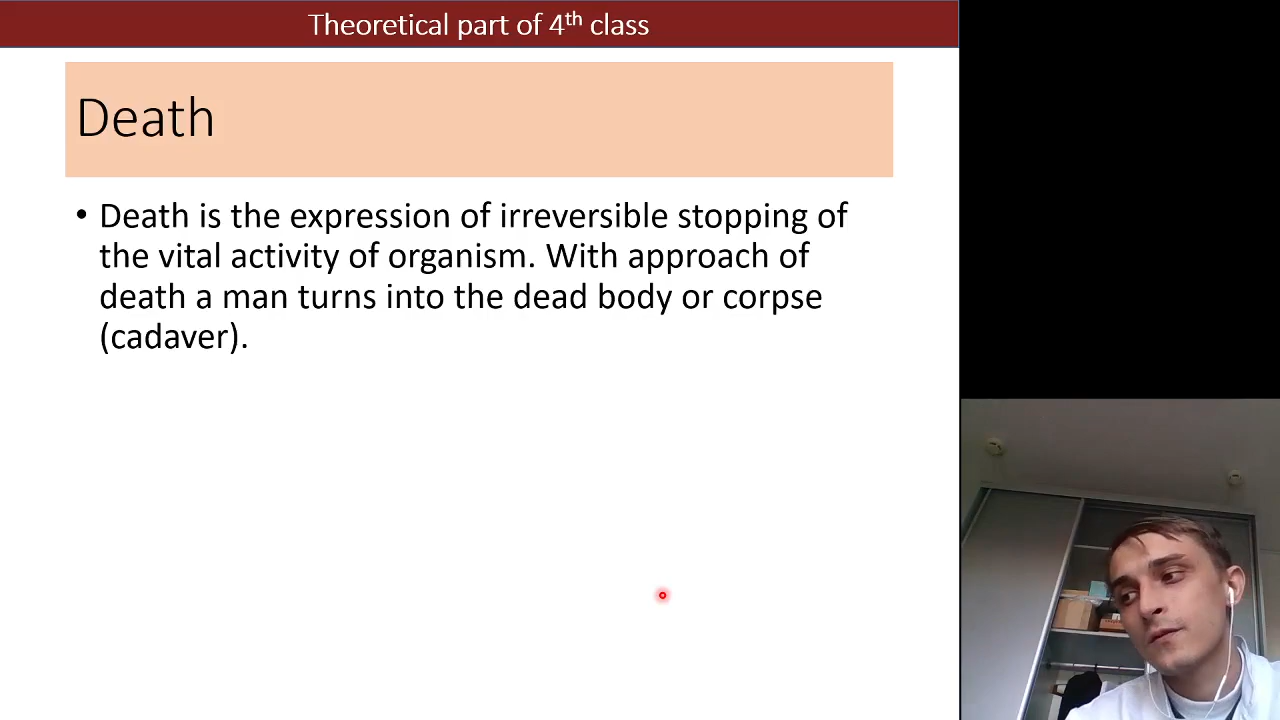 Theoretical part of 4th class
Death
• Death is the expression of irreversible stopping of
the vital activity of organism. With approach of
death a man turns into the dead body or corpse
(cadaver).